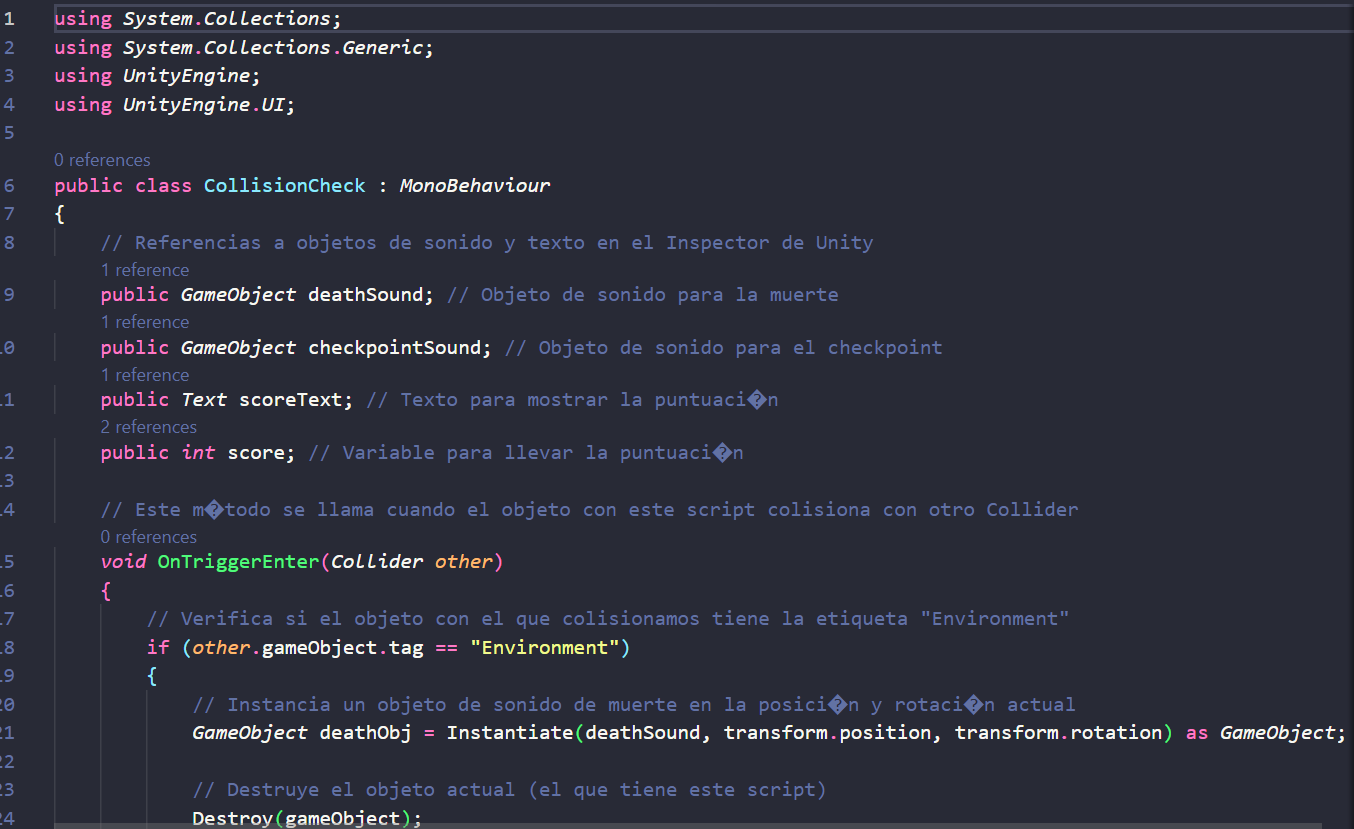 1 using System.Collections;
2 using System.Collections.Generic;
3 using UnityEngine;
4 using UnityEngine.UI;
5
0 references
6 public class CollisionCheck : MonoBehaviour
7 {
8 // Referencias a objetos de sonido y texto en el Inspector de Unity
1 reference
9 public GameObject deathSound; // Objeto de sonido para la muerte
1 reference
10 public GameObject checkpointSound; // Objeto de sonido para el checkpoint
1 reference
11 public Text scoreText; // Texto para mostrar la puntuaci�n
2 references
12 public int score; // Variable para llevar la puntuaci�n
13
14 // Este m�todo se llama cuando el objeto con este script colisiona con otro Collider
0 references
15 void OnTriggerEnter(Collider other)
16 {
17 // Verifica si el objeto con el que colisionamos tiene la etiqueta "Environment"
18 if (other.gameObject.tag == "Environment")
19 {
20 // Instancia un objeto de sonido de muerte en la posici�n y rotaci�n actual
21 GameObject deathObj = Instantiate(deathSound, transform.position, transform.rotation) as GameObject;
22
23 // Destruye el objeto actual (el que tiene este script)
24 Destroy(gameObject);